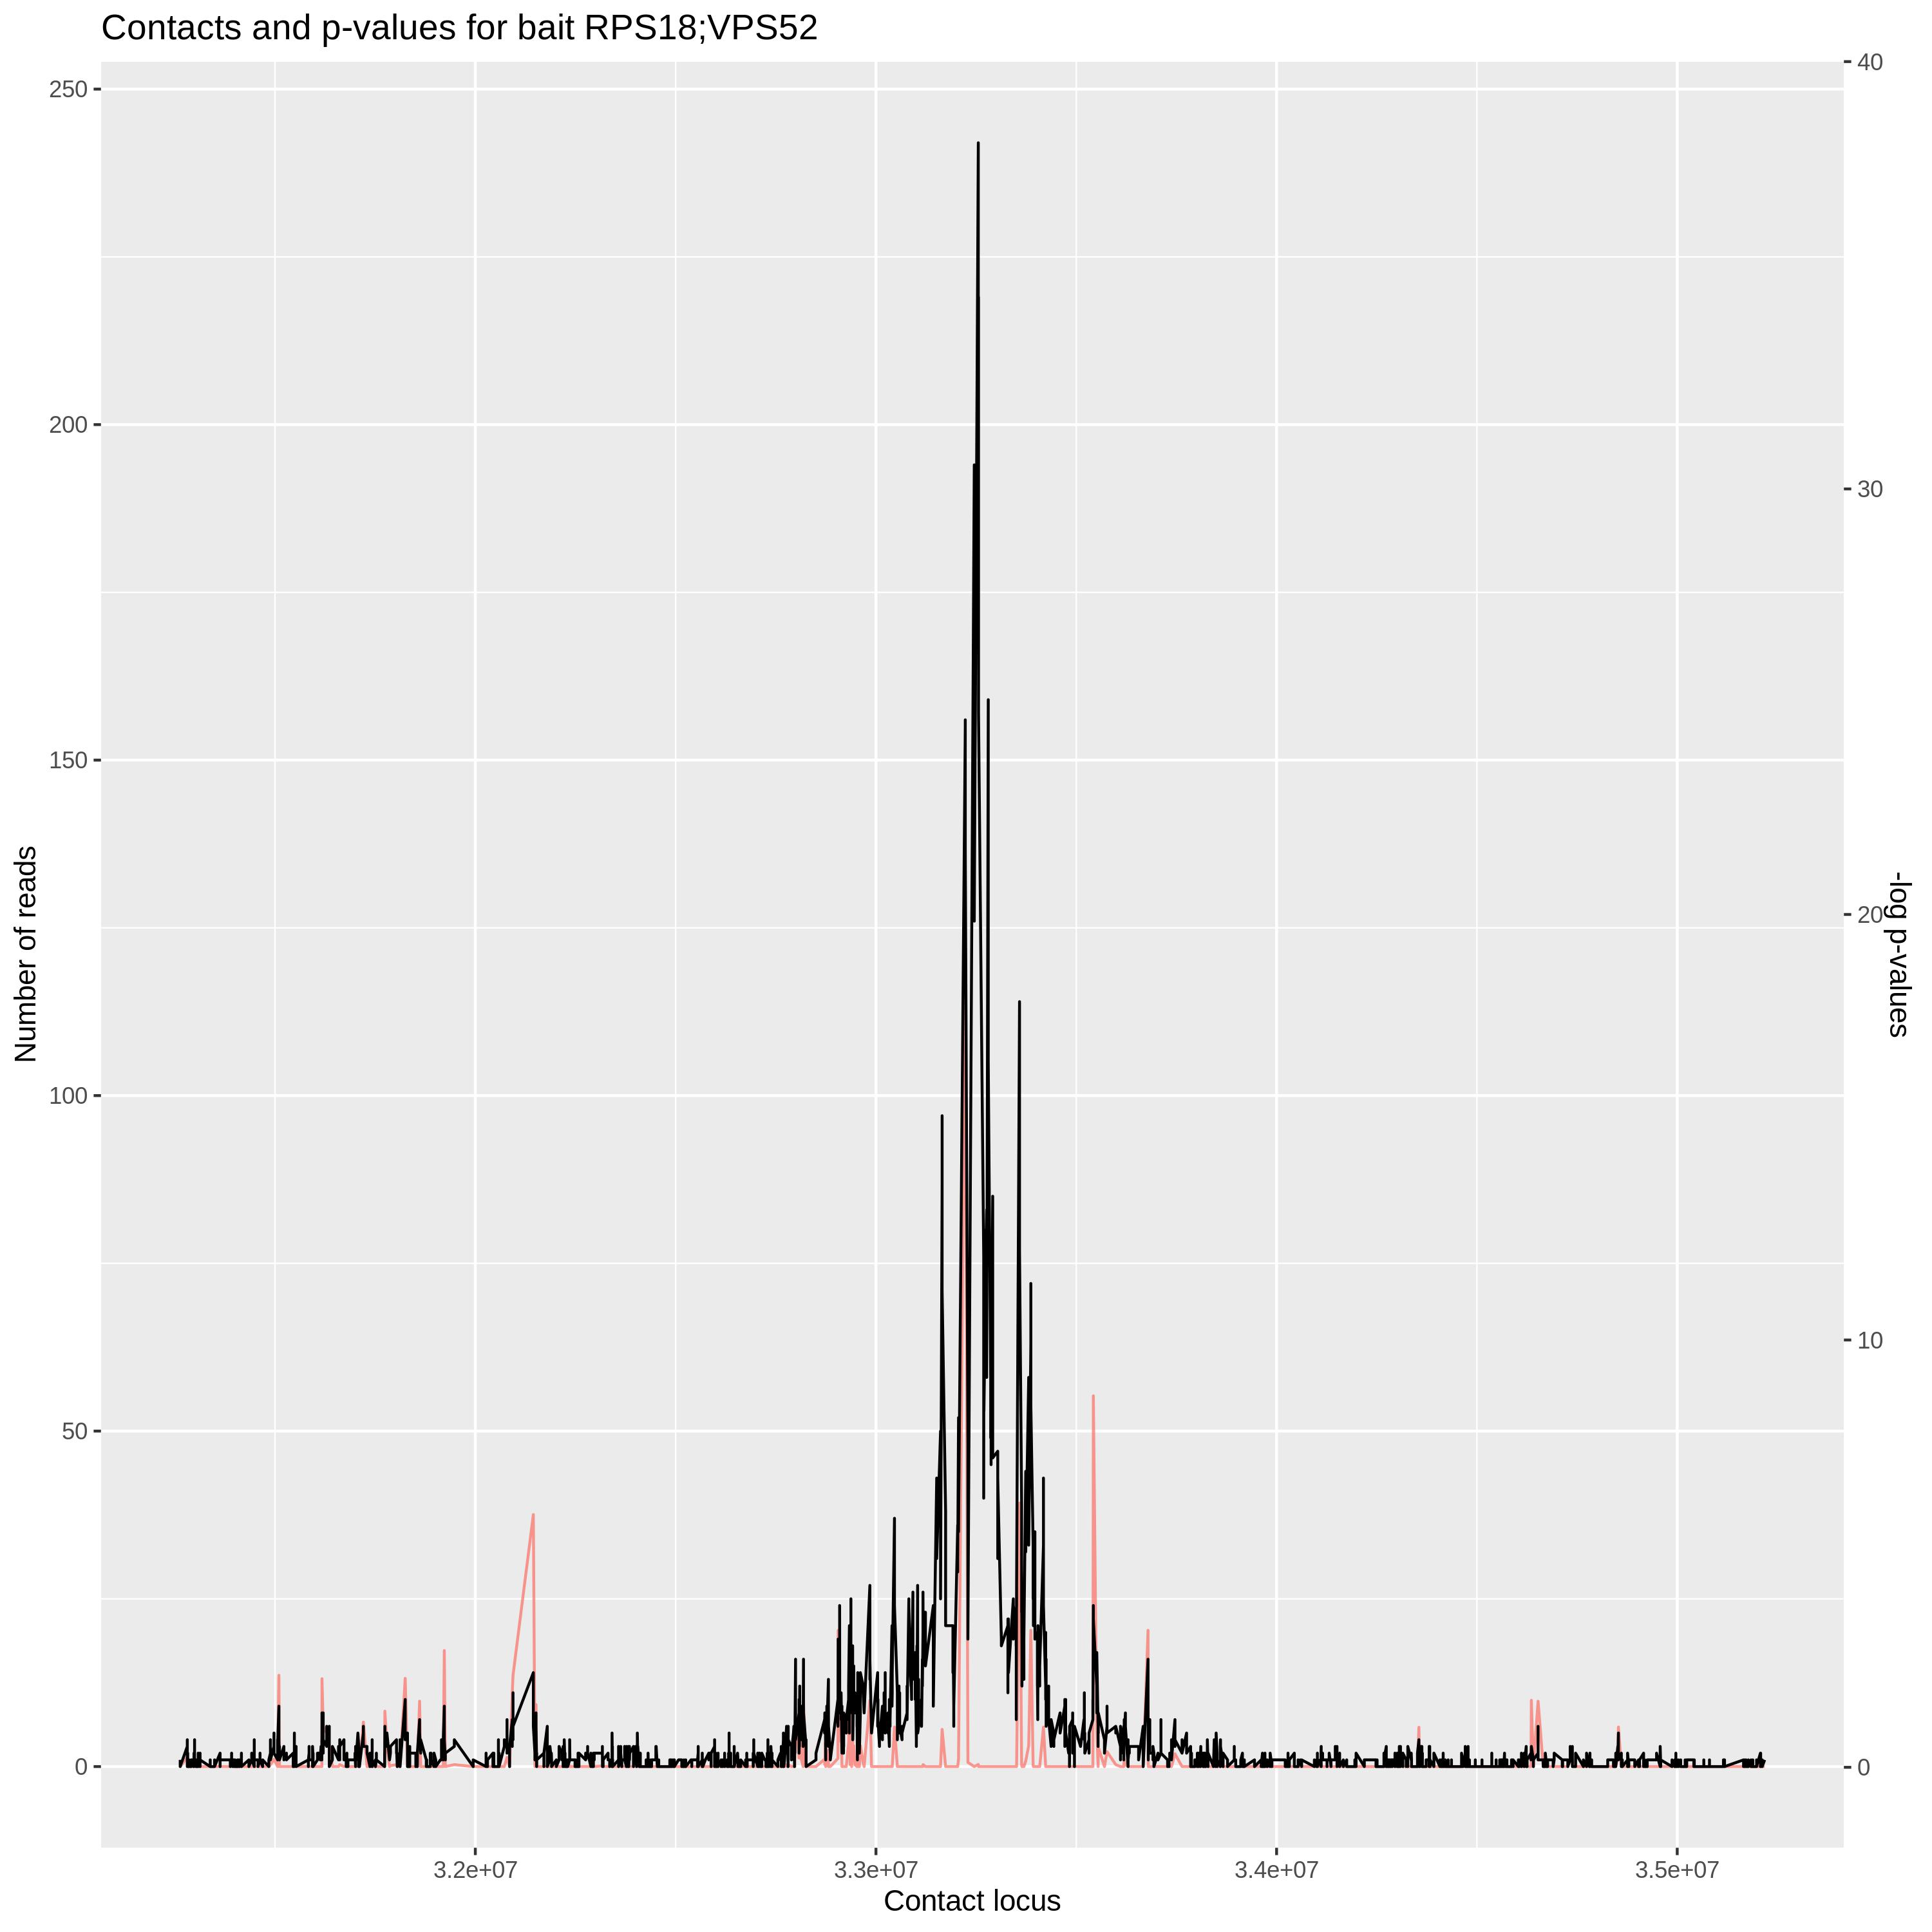 Contacts and p-values for bait RPS18;VPS52
250
200
150
100
50
0
Number of reads
40
30
20
10
0
-log p-values
3.2e+07
3.3e+07
3.4e+07
3.5e+07
Contact locus